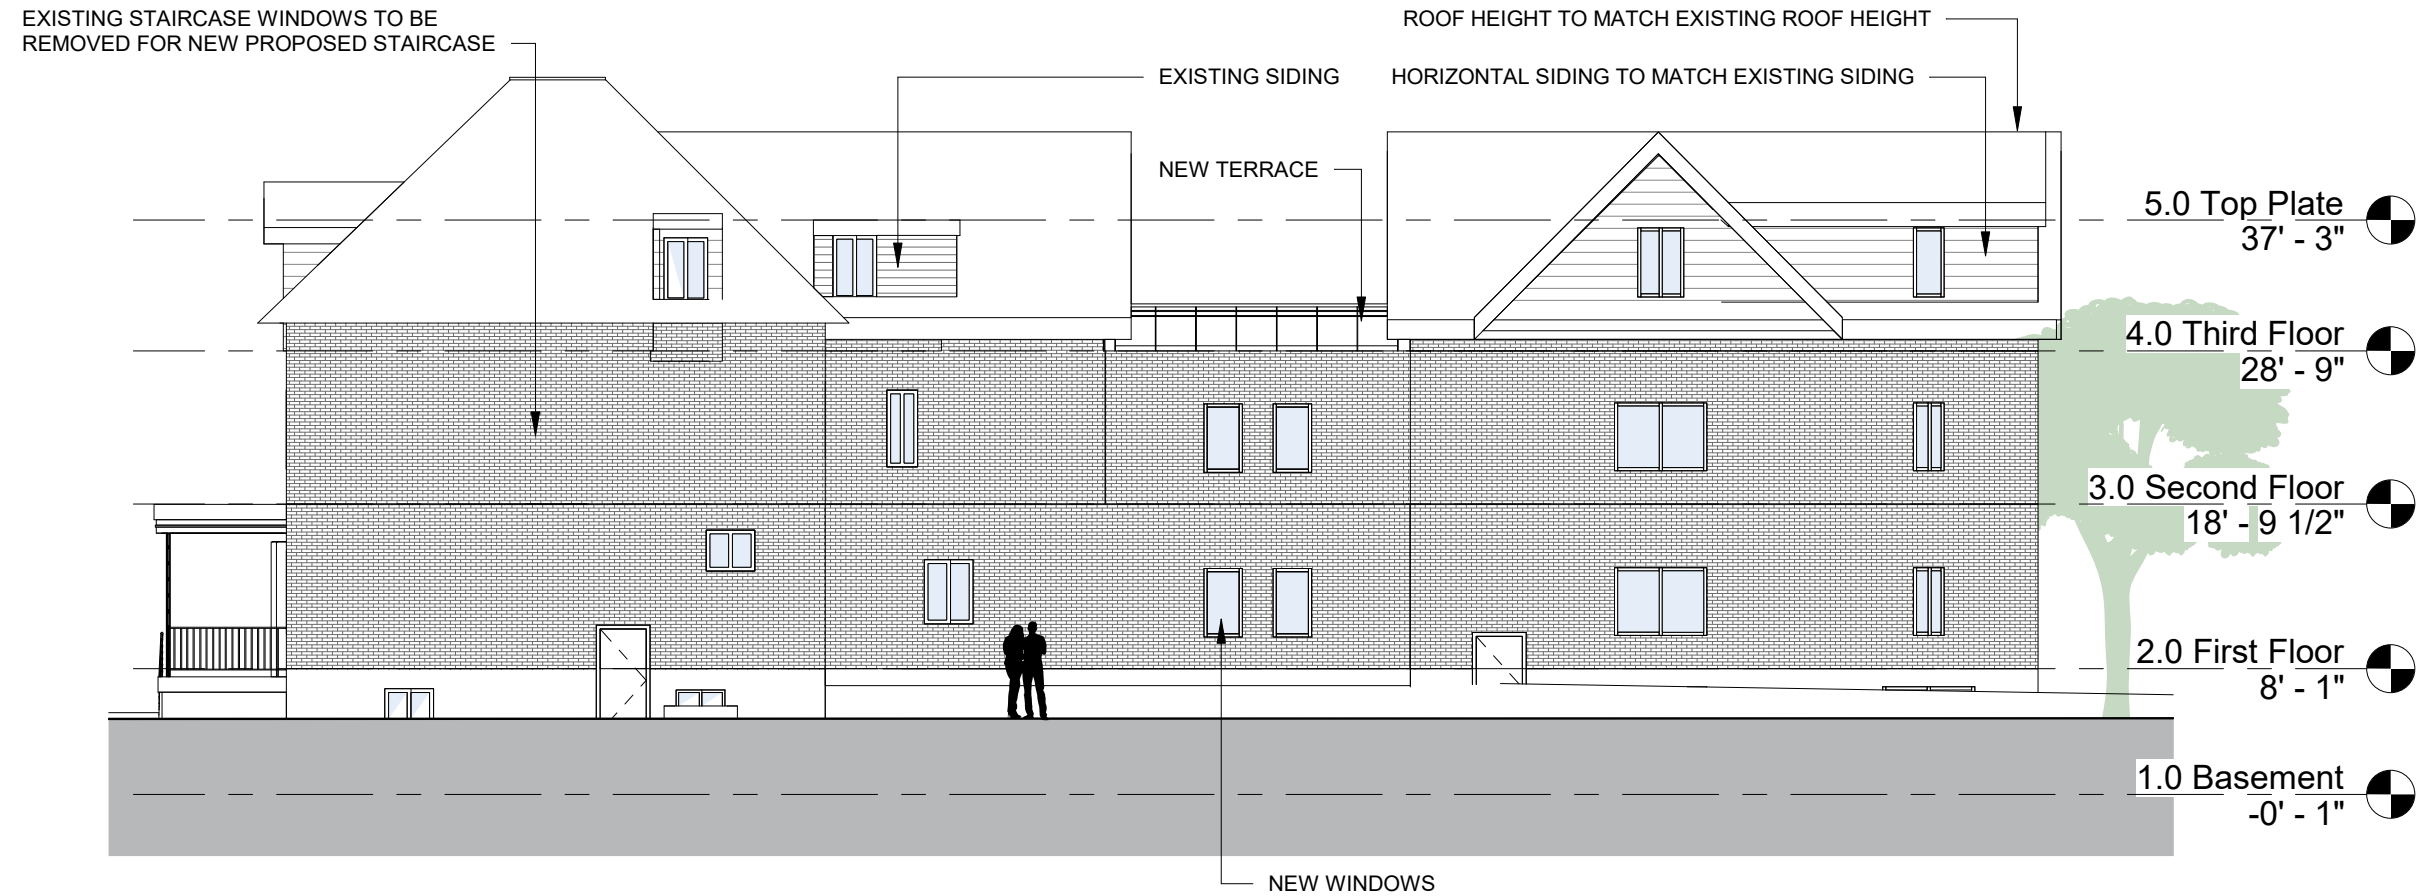 EXISTING STAIRCASE WINDOWS TO BE
REMOVED FOR NEW PROPOSED STAIRCASE
ROOF HEIGHT TO MATCH EXISTING ROOF HEIGHT
EXISTING SIDING
HORIZONTAL SIDING TO MATCH EXISTING SIDING
NEW TERRACE
5.0 Top Plate
37' - 3"
4.0 Third Floor
28' - 9"
3.0 Second Floor
18' - 9 1/2"
2.0 First Floor
8' - 1"
1.0 Basement
-0' - 1"
NEW WINDOWS